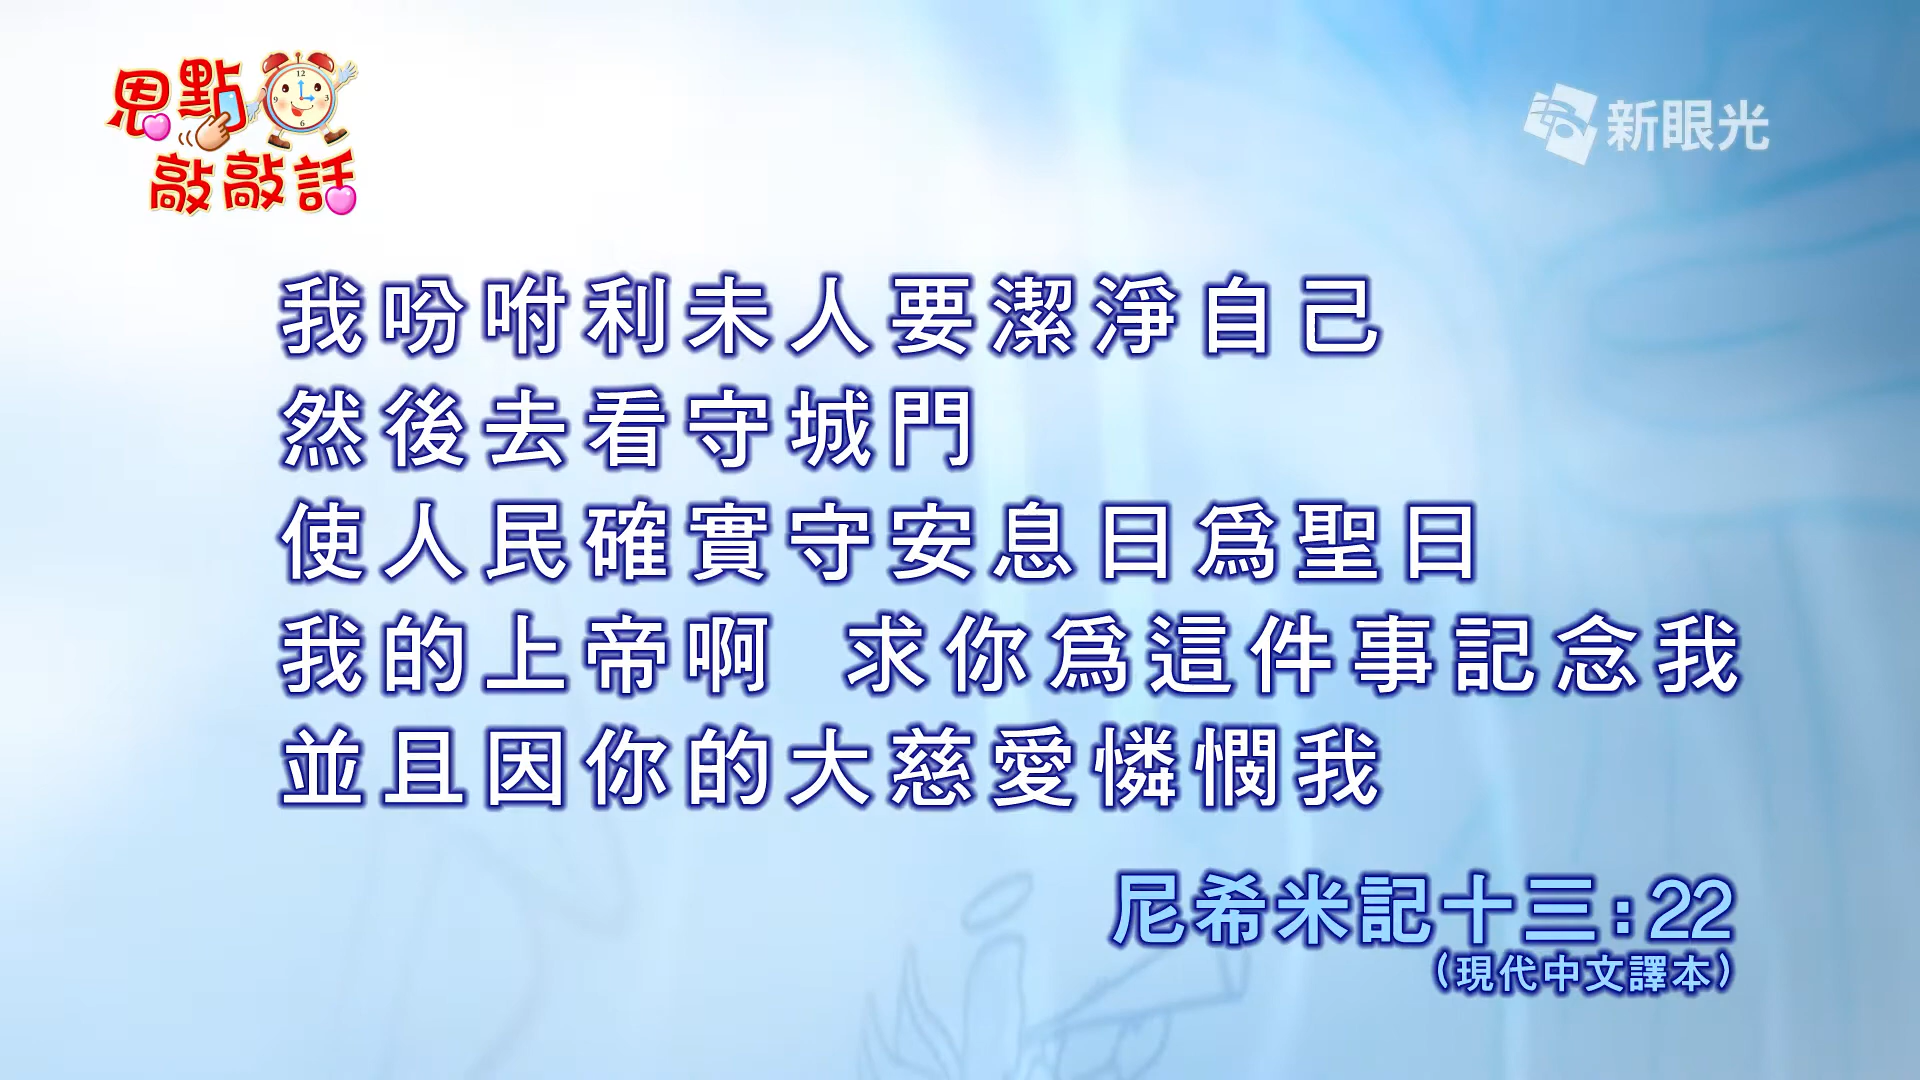 恩點
敲敲話
新眼光
我吩咐利未人要潔淨自己
然後去看守城門
使人民確實守安息日爲聖日
我的上帝啊 求你爲這件事記念我
並且因你的大慈愛憐憫我
尼希米記十三:22
(現代中文譯本)